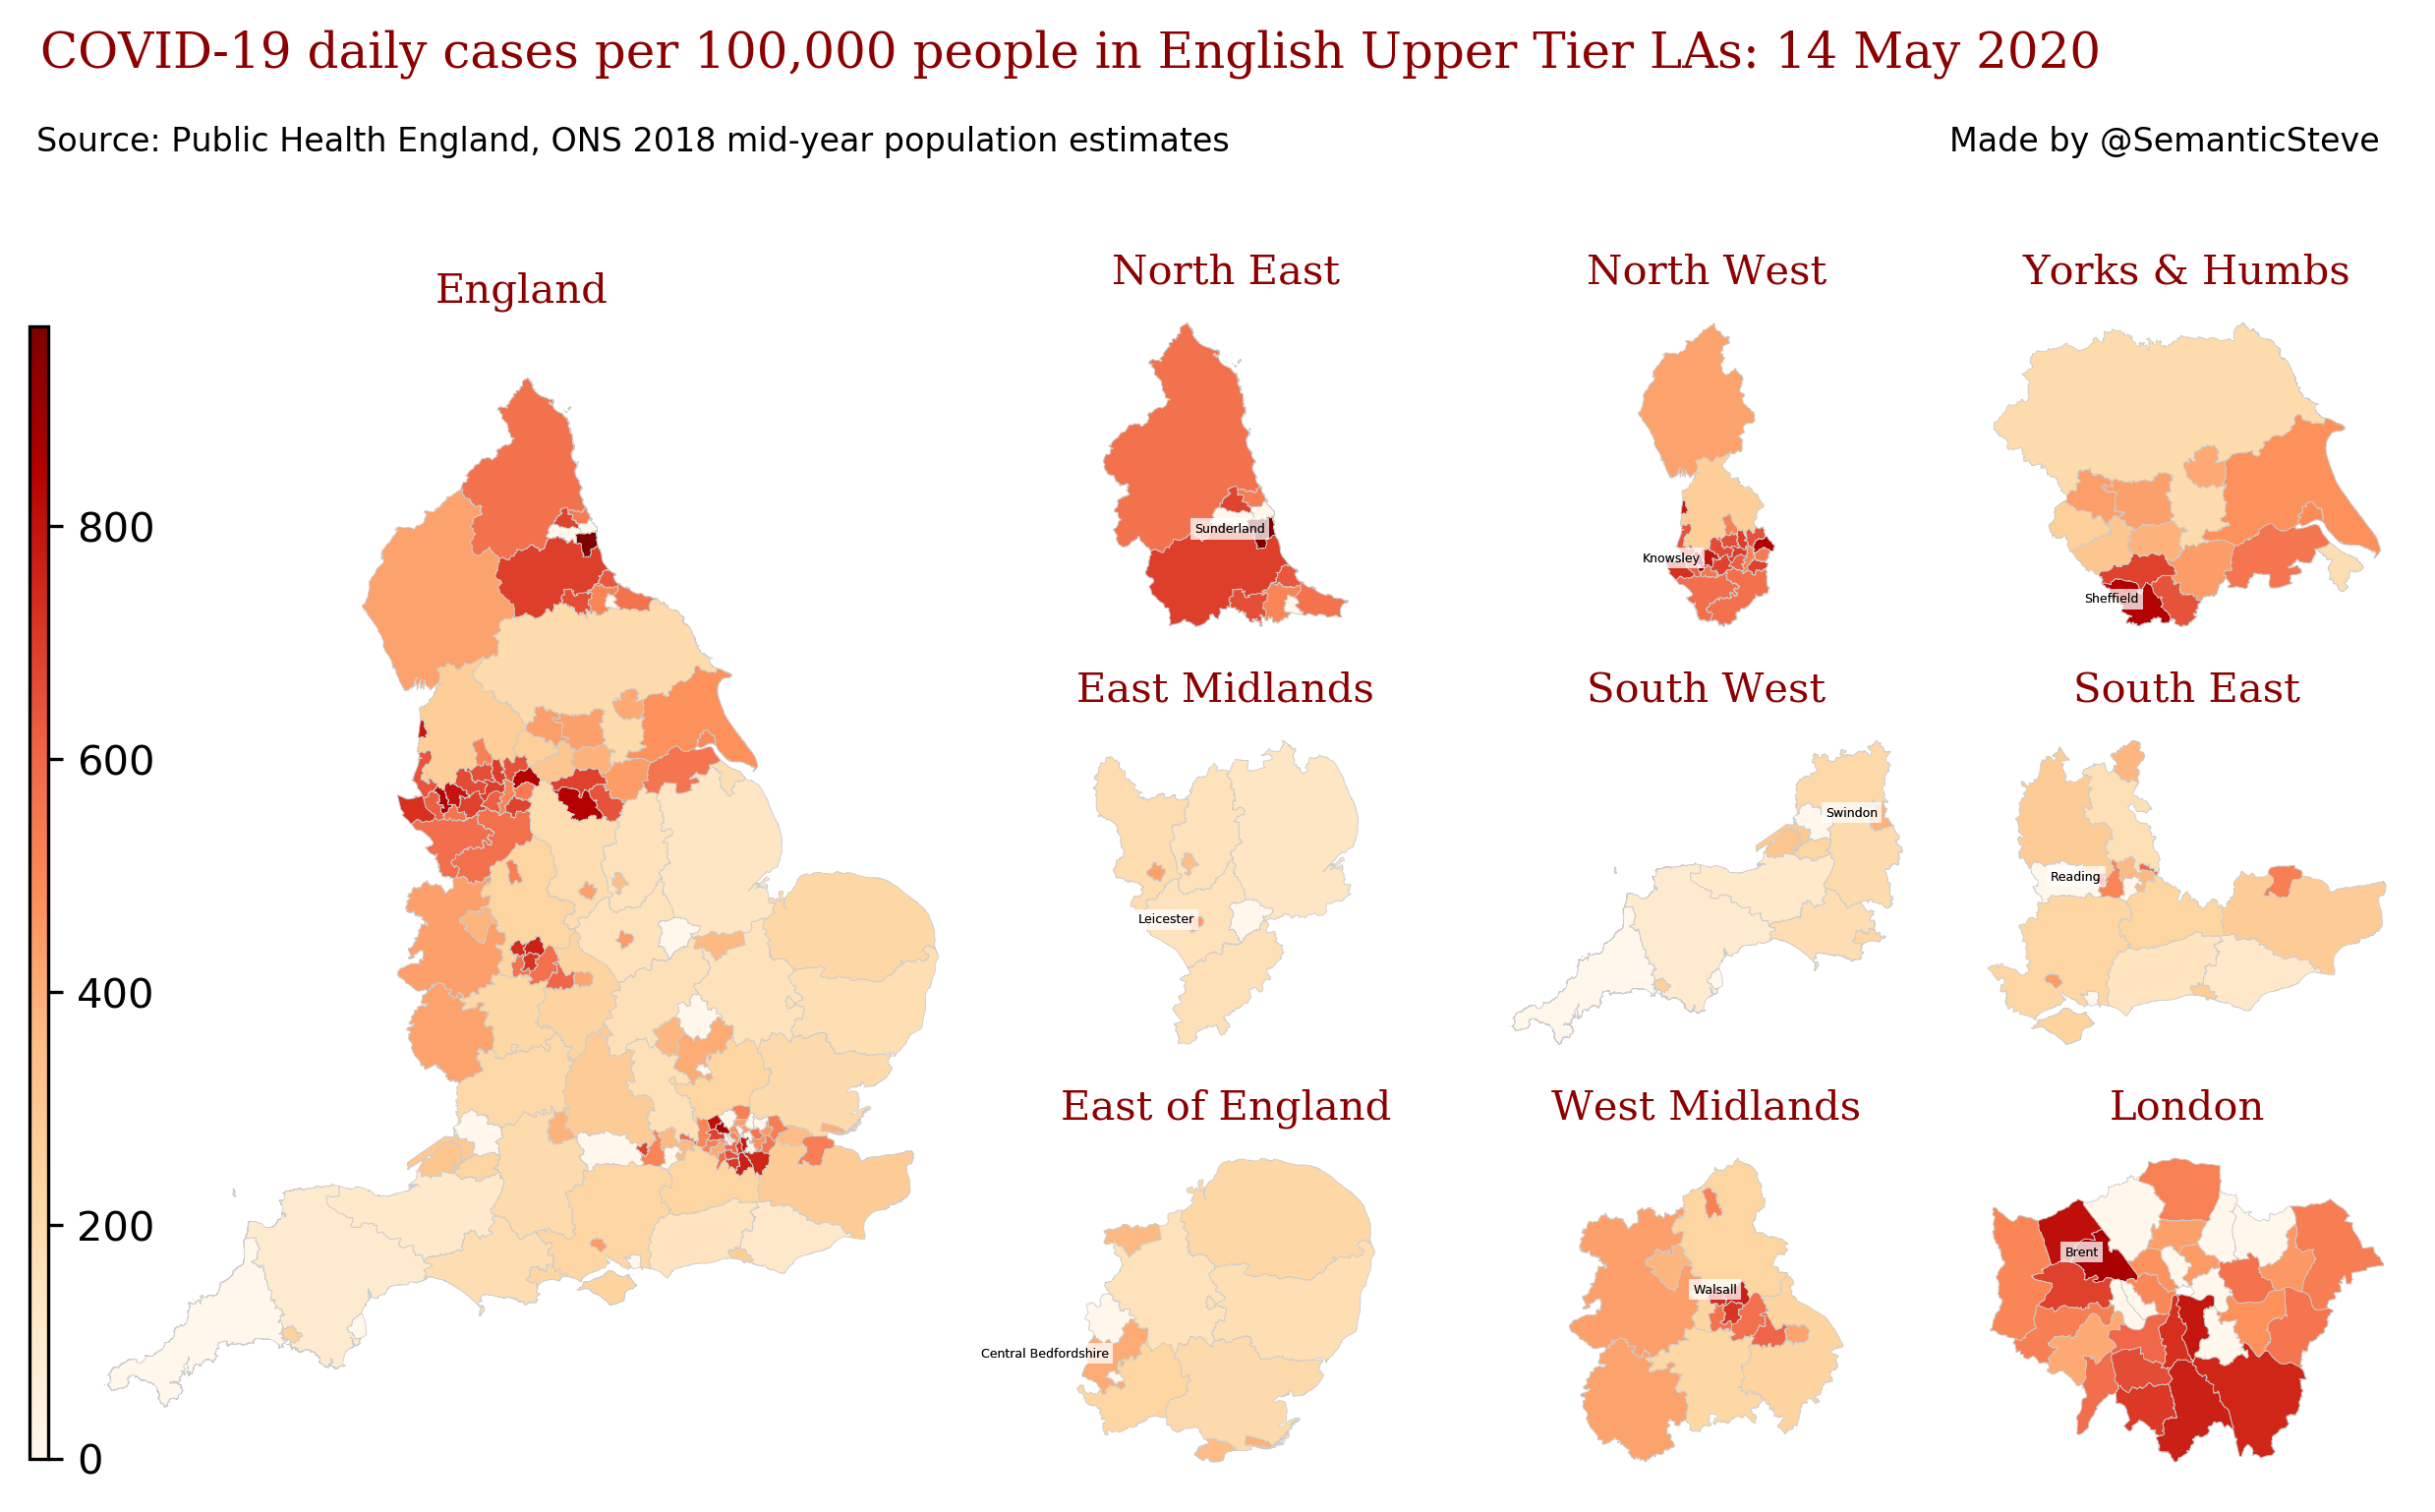 COVID-19 daily cases per 100,000 people in English Upper Tier LAs: 14 May 2020
Source: Public Health England, ONS 2018 mid-year population estimates
Made by @SemanticSteve
England
800
600
400
200
0
North East
Sunderland
North West
Knowsley
Yorks & Humbs
Sheffield
East Midlands
Leicester
South West
Swindon
South East
Reading
East of England
Central Bedfordshire
West Midlands
Walsall
London
Brent